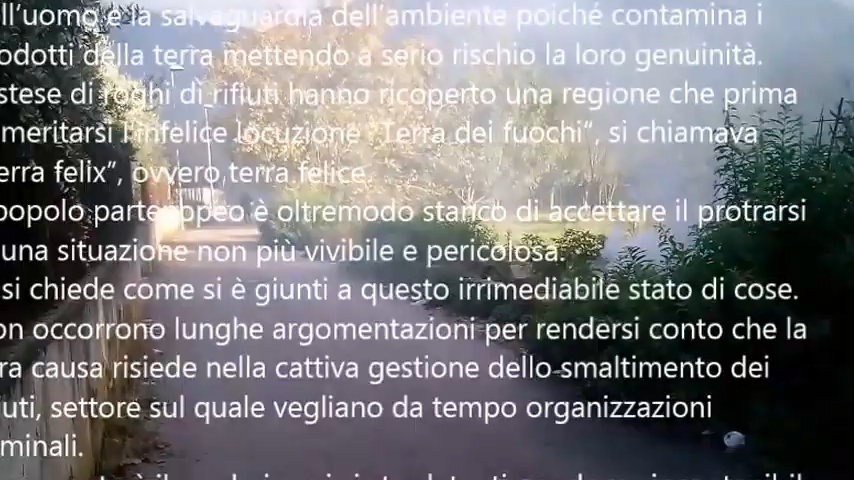 ll'uomo e la salvaguardia dell'ambiente poiché contamina i
odotti della terra mettendo a serio rischio la loro genuinità.
stese di roghi di rifiuti hanno ricoperto una regione che prima
meritarsi l'infelice locuzione "Terra dei fuochi", si chiamava
erra felix", ovvero terra felice.
popolo partenopeo è oltremodo stanco di accettare il protrarsi
una situazione non più vivibile e pericolosa.
si chiede come si è giunti a questo irrimediabile stato di cose.
on occorrono lunghe argomentazioni per rendersi conto che la
ra causa risiede nella cattiva gestione dello smaltimento dei
iuti, settore sul quale vegliano da tempo organizzazioni
minali.